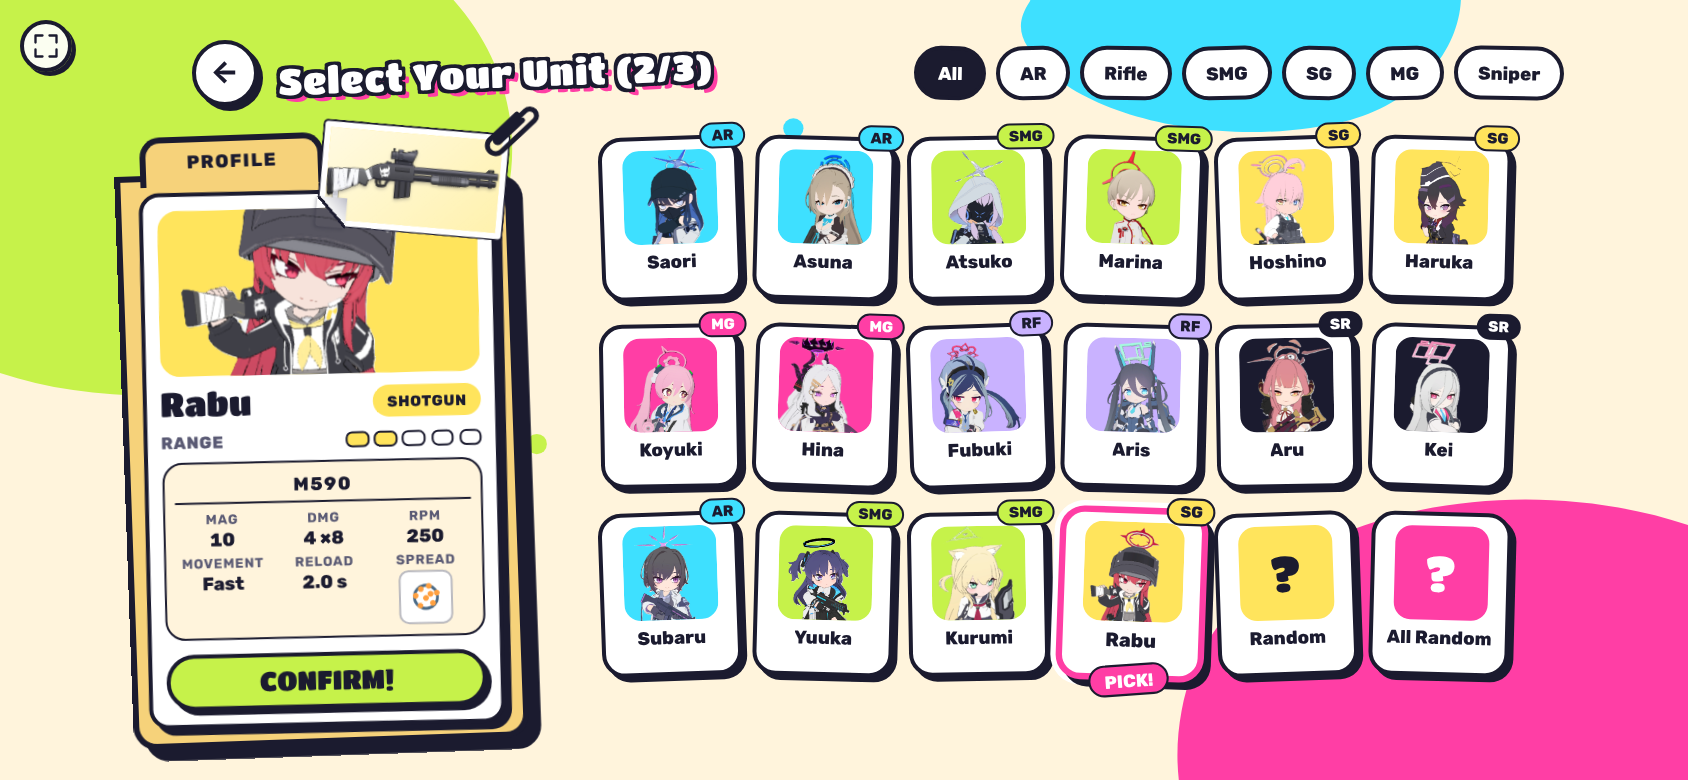 Select Your Unit (2/3)
All
AR
Rifle
SMG
SG
MG
Sniper
PROFILE
Rabu
SHOTGUN
RANGE
M590
MAG
10
DMG
4 ×8
RPM
250
MOVEMENT
Fast
RELOAD
2.0 s
SPREAD
CONFIRM!
AR
Saori
AR
Asuna
SMG
Atsuko
SMG
Marina
SG
Hoshino
SG
Haruka
MG
Koyuki
MG
Hina
RF
Fubuki
RF
Aris
SR
Aru
SR
Kei
AR
Subaru
SMG
Yuuka
SMG
Kurumi
SG
Rabu
PICK!
?
Random
?
All Random